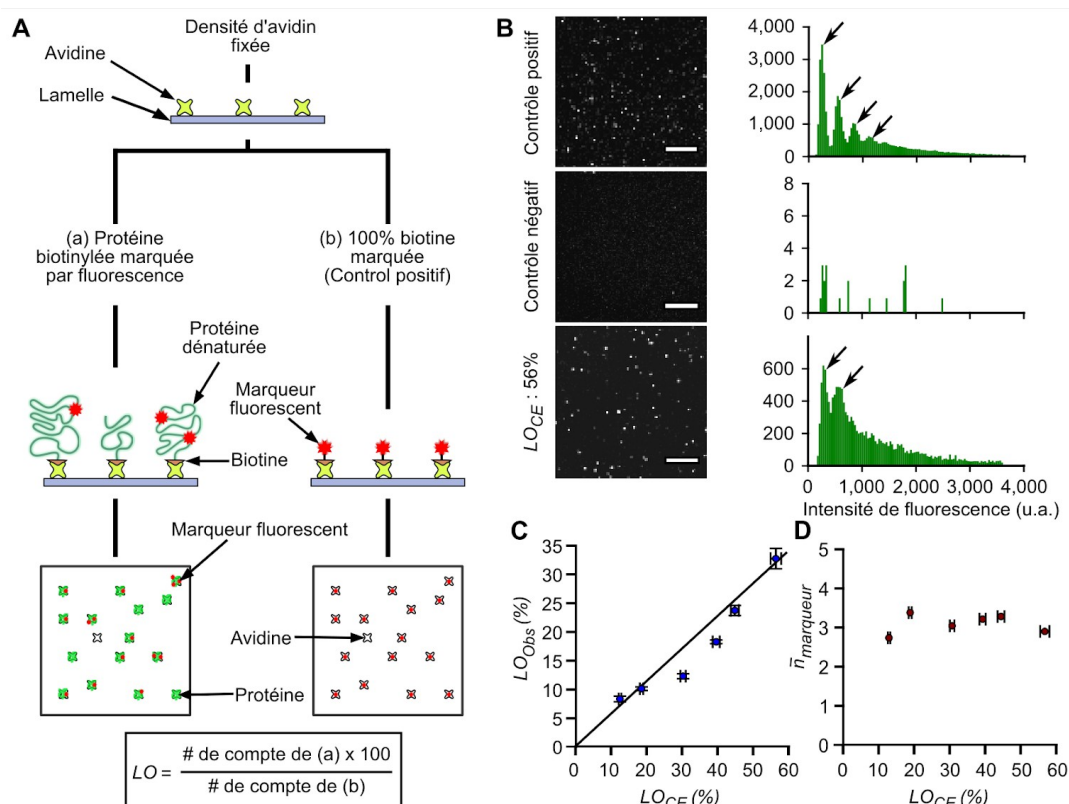 A
Densité d'avidin
fixée
Avidine
Lamelle
(a) Protéine
biotinylée marquée
par fluorescence
(b) 100% biotine
marquée
(Control positif)
Protéine
dénaturée
Marqueur
fluorescent
Biotine
Marqueur fluorescent
Avidine
Protéine
LO = # de compte de (a) x 100
# de compte de (b)
B
Contrôle positif
4,000
3,000
2,000
1,000
0
Contrôle négatif
8
6
4
2
0
LOCE : 56%
600
400
200
0
0 1,000 2,000 3,000 4,000
Intensité de fluorescence (u.a.)
C
LOObs (%)
35
30
25
20
15
10
5
0
0 10 20 30 40 50 60
LOCE (%)
D
n̄marqueur
5
4
3
2
1
0
0 10 20 30 40 50 60
LOCE (%)